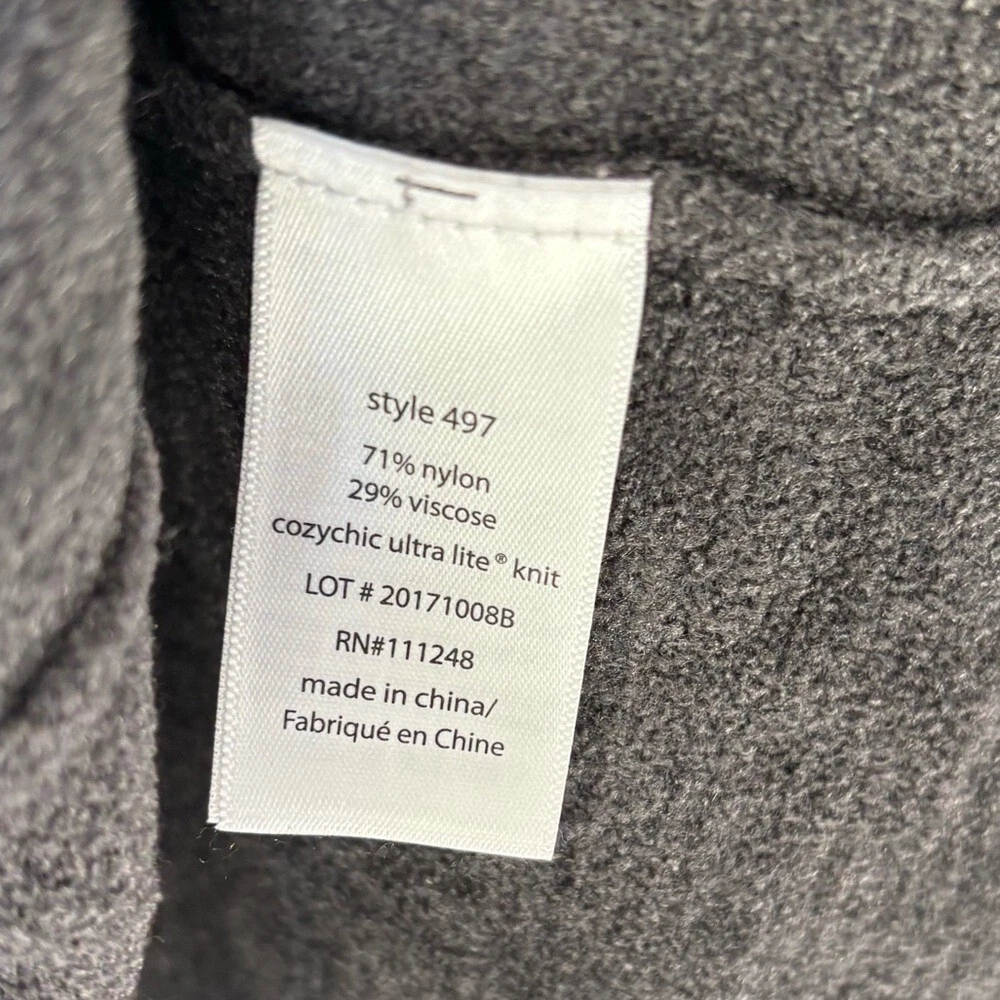 style 497
71% nylon
29% viscose
cozychic ultra lite® knit
LOT # 20171008B
RN#111248
made in china/
Fabriqué en Chine